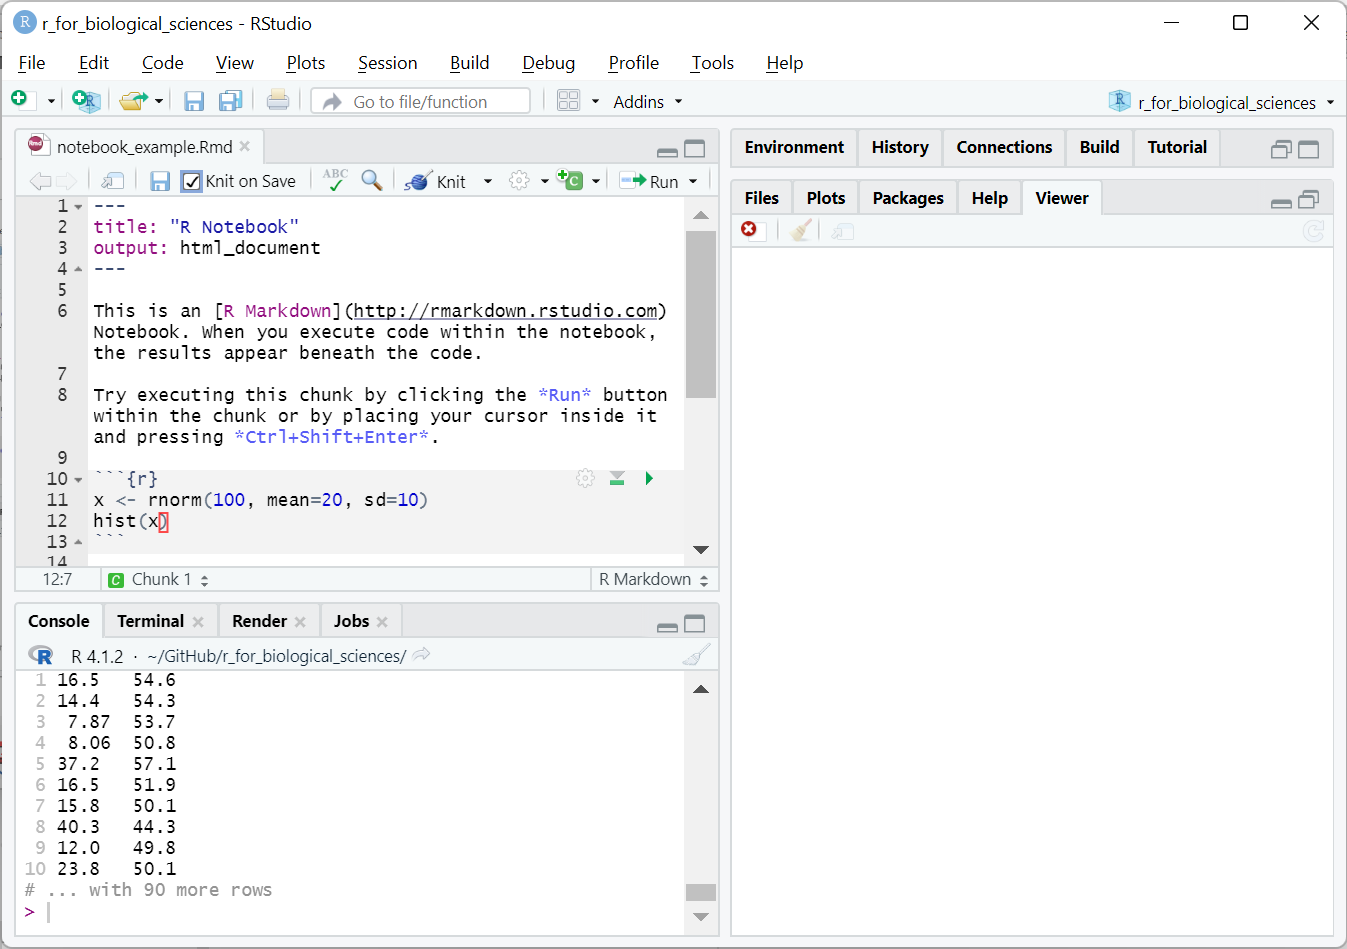 r_for_biological_sciences - RStudio
File Edit Code View Plots Session Build Debug Profile Tools Help
Go to file/function Addins r_for_biological_sciences
notebook_example.Rmd
Knit on Save ABC Knit Run
1 ---
2 title: "R Notebook"
3 output: html_document
4 ---
5
6 This is an [R Markdown](http://rmarkdown.rstudio.com)
Notebook. When you execute code within the notebook,
the results appear beneath the code.
7
8 Try executing this chunk by clicking the *Run* button
within the chunk or by placing your cursor inside it
and pressing *Ctrl+Shift+Enter*.
9
10 ```{r}
11 x <- rnorm(100, mean=20, sd=10)
12 hist(x)
13 ```
14
12:7 Chunk 1 R Markdown
Console Terminal Render Jobs
R 4.1.2 · ~/GitHub/r_for_biological_sciences/
1 16.5 54.6
2 14.4 54.3
3 7.87 53.7
4 8.06 50.8
5 37.2 57.1
6 16.5 51.9
7 15.8 50.1
8 40.3 44.3
9 12.0 49.8
10 23.8 50.1
# ... with 90 more rows
>
Environment History Connections Build Tutorial
Files Plots Packages Help Viewer